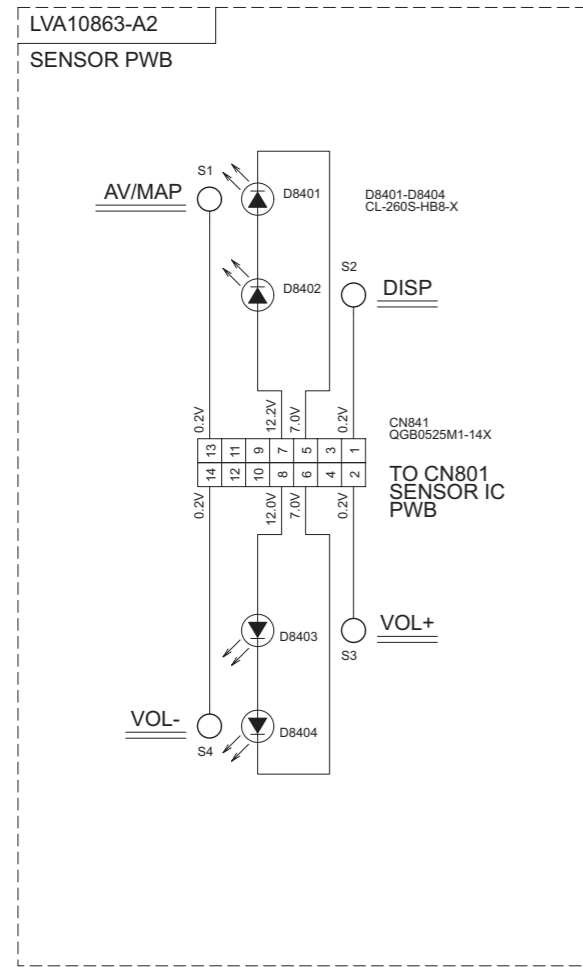 LVA10863-A2
SENSOR PWB
S1
AV/MAP
D8401
D8401-D8404
CL-260S-HB8-X
D8402
S2
DISP
0.2V
12.2V
7.0V
0.2V
CN841
QGB0525M1-14X
13 11 9 7 5 3 1
14 12 10 8 6 4 2
TO CN801
SENSOR IC
PWB
0.2V
12.0V
7.0V
0.2V
D8403
VOL+
S3
VOL-
S4
D8404